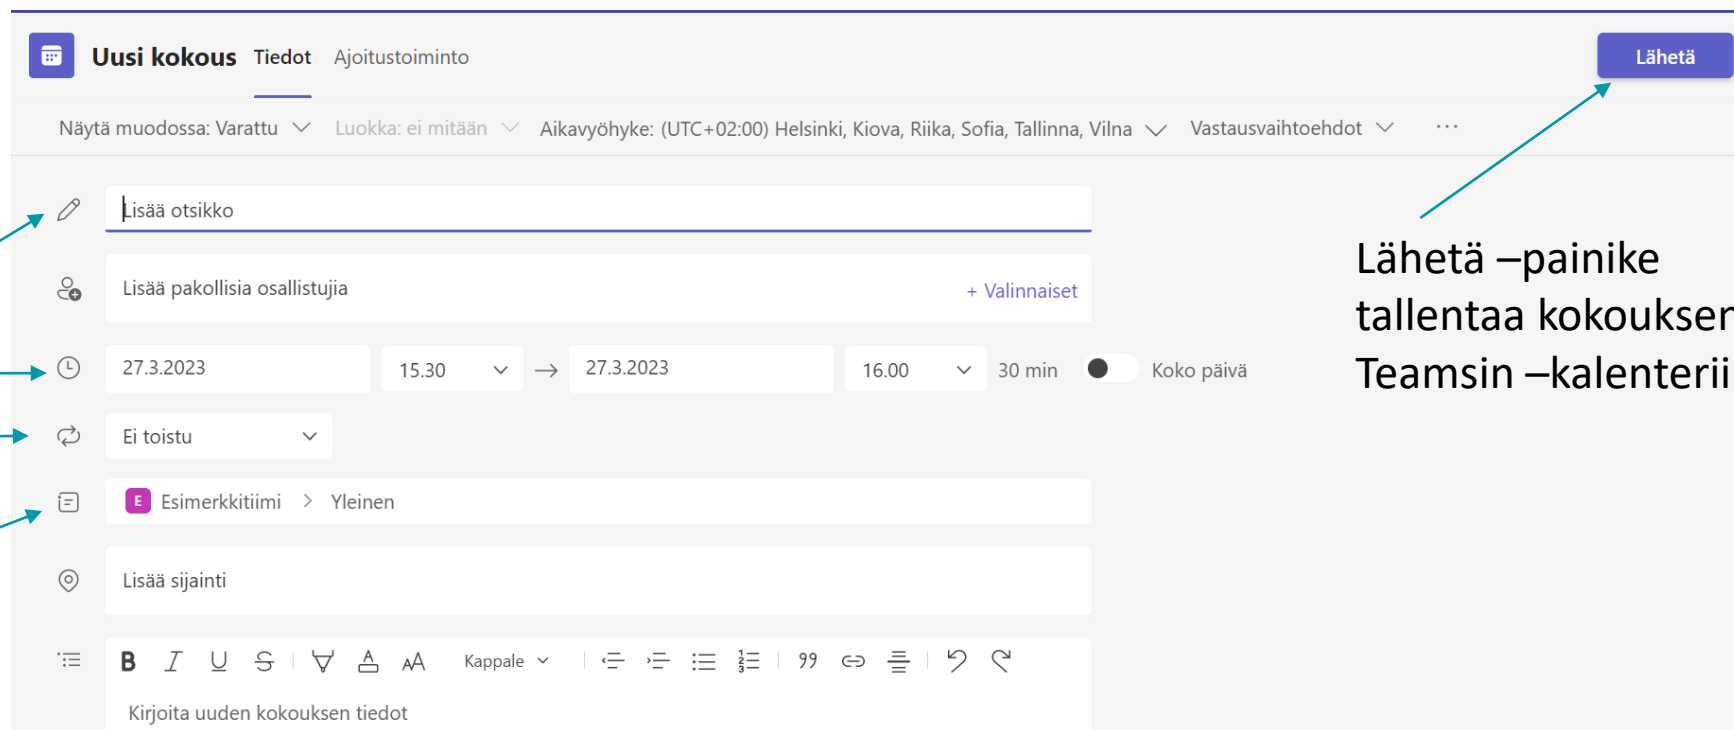 Uusi kokous Tiedot Ajoitustoiminto Lähetä
Näytä muodossa: Varattu Luokka: ei mitään Aikavyöhyke: (UTC+02:00) Helsinki, Kiova, Riika, Sofia, Tallinna, Vilna Vastausvaihtoehdot ...
Lisää otsikko
Lisää pakollisia osallistujia + Valinnaiset
27.3.2023 15.30 → 27.3.2023 16.00 30 min Koko päivä
Ei toistu
E Esimerkkitiimi > Yleinen
Lisää sijainti
B I U S A AA Kappale 99
Kirjoita uuden kokouksen tiedot
Lähetä –painike
tallentaa kokouksen
Teamsin –kalenterii